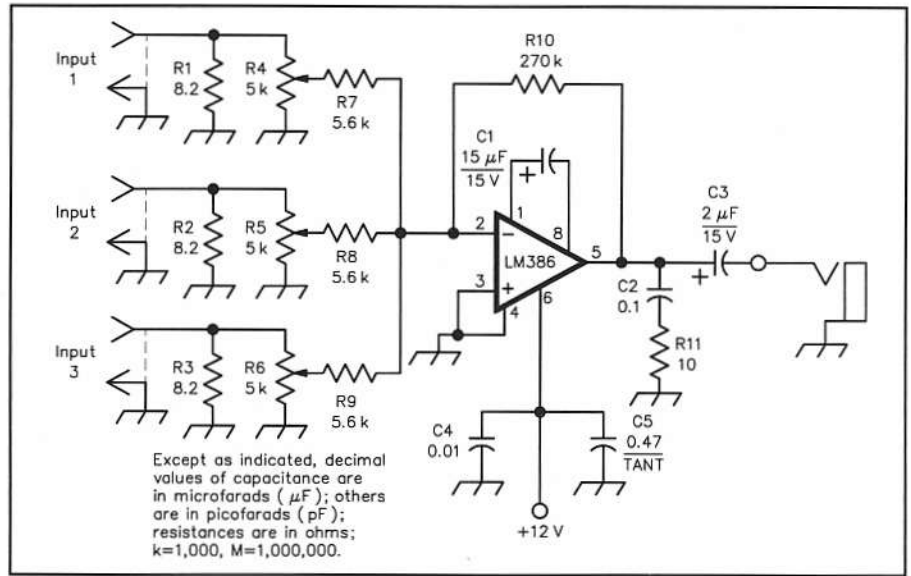 Input
1
R1
8.2
R4
5 k
R7
5.6 k
R10
270 k
C1
15 μF
15 V
+
1
8
Input
2
R2
8.2
R5
5 k
R8
5.6 k
2
−
LM386
3
+
4
6
5
C3
2 μF
15 V
+
C2
0.1
R11
10
Input
3
R3
8.2
R6
5 k
R9
5.6 k
C4
0.01
C5
0.47
TANT
+12 V
Except as indicated, decimal
values of capacitance are
in microfarads ( μF); others
are in picofarads ( pF);
resistances are in ohms;
k=1,000, M=1,000,000.